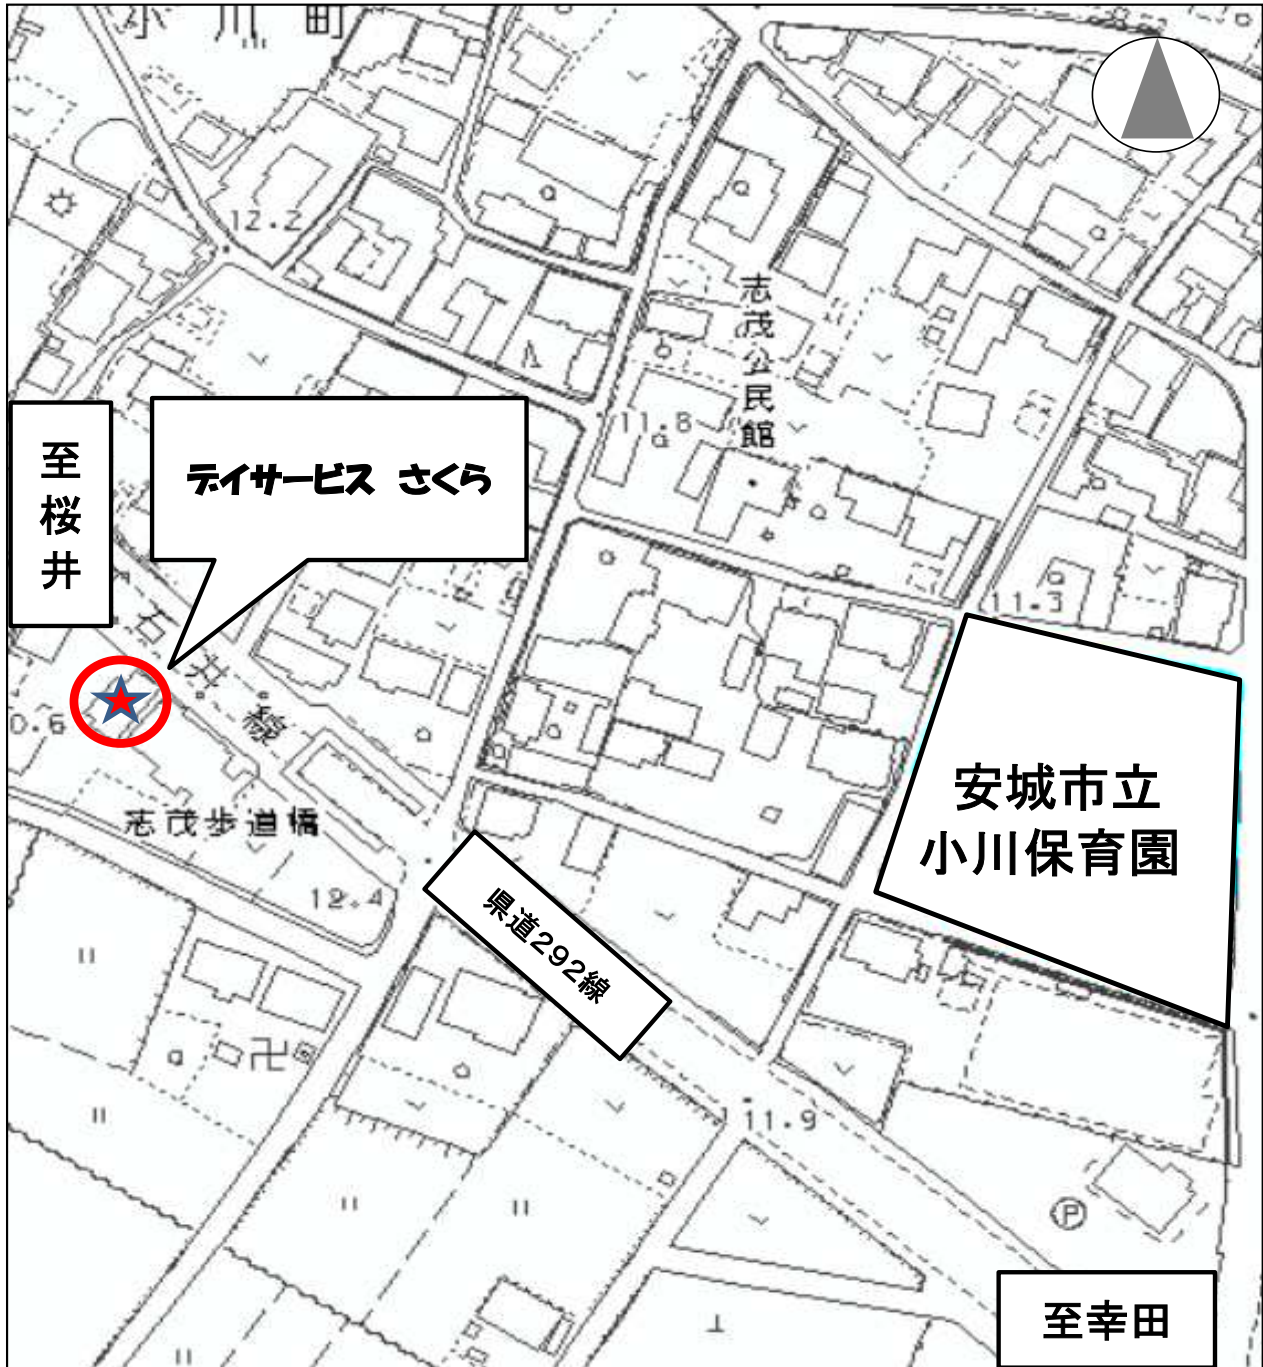 小川町
12.2
志茂公民館
11.8
至桜井
デイサービス さくら
11.3
井
線
0.6
安城市立
小川保育園
志茂歩道橋
12.4
県道292線
11.9
P
至幸田